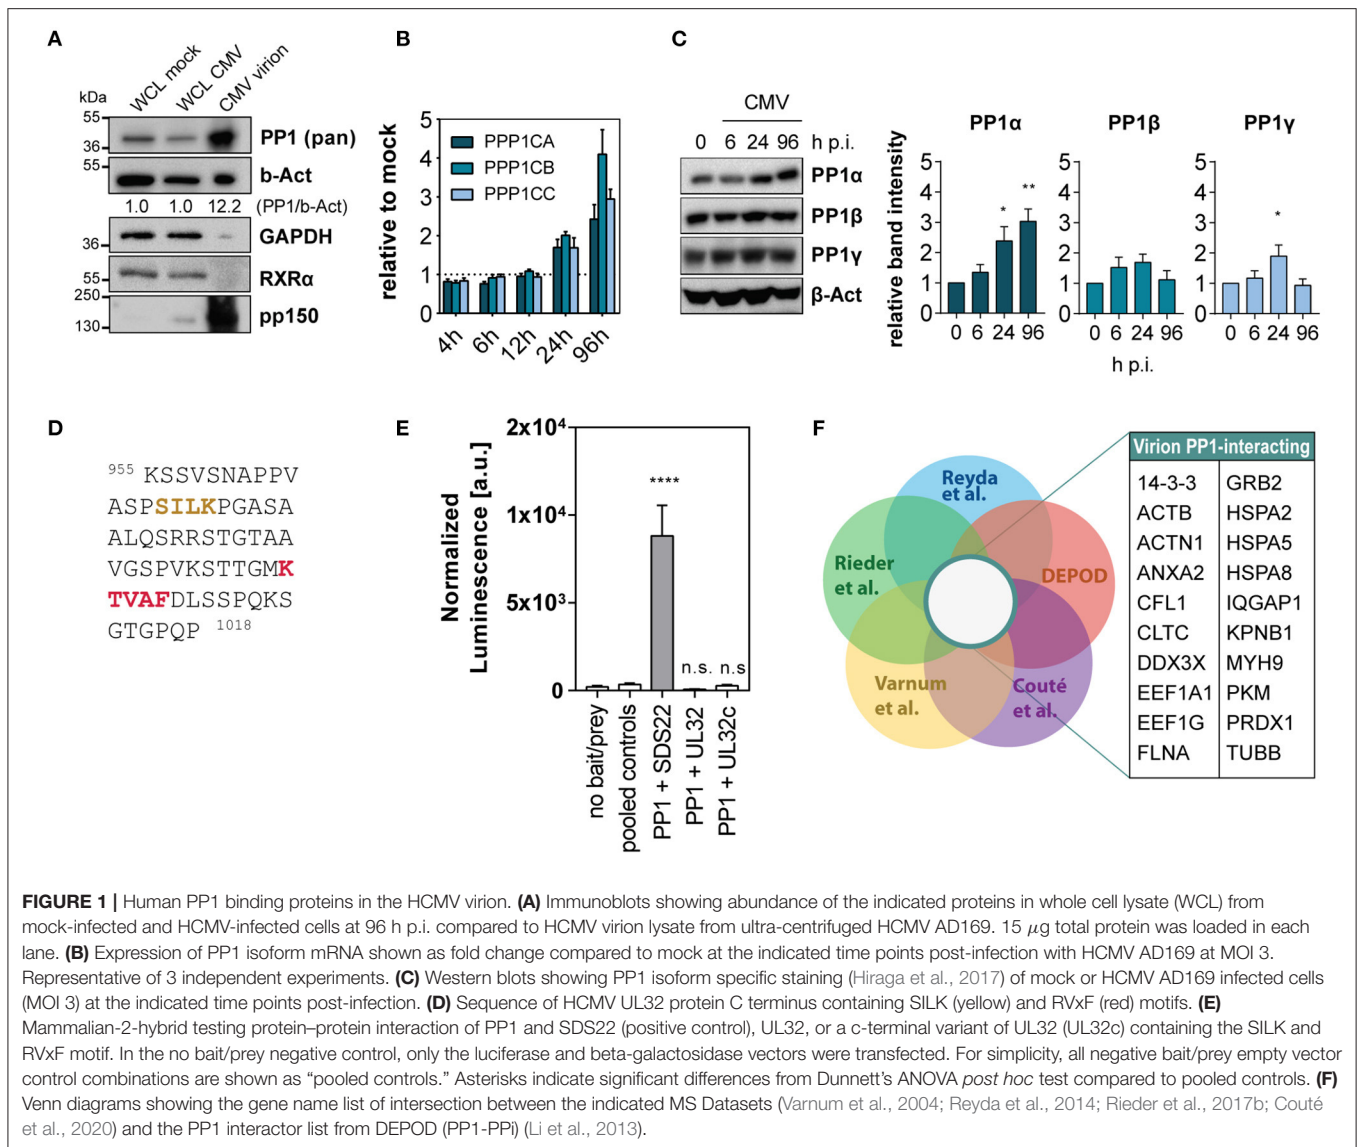 A
WCL mock
WCL CMV
CMV virion
kDa
55
36
PP1 (pan)
55
b-Act
1.0 1.0 12.2 (PP1/b-Act)
36
GAPDH
55
RXRα
250
130
pp150
B
relative to mock
5
4
3
2
1
0
PPP1CA
PPP1CB
PPP1CC
4h 6h 12h 24h 96h
C
CMV
0 6 24 96 h p.i.
PP1α
PP1β
PP1γ
β-Act
relative band intensity
PP1α
5
4
3
2
1
0
* **
0 6 24 96
PP1β
5
4
3
2
1
0
0 6 24 96
h p.i.
PP1γ
5
4
3
2
1
0
*
0 6 24 96
D
955 KSSVSNAPPV
ASPSILKPGASA
ALQSRRSTGTAA
VGSPVKSTTGMK
TVAFDLSSPQKS
GTGPQP 1018
E
Normalized
Luminescence [a.u.]
2x10⁴
1x10⁴
5x10³
0
****
n.s. n.s
no bait/prey
pooled controls
PP1 + SDS22
PP1 + UL32
PP1 + UL32c
F
Reyda
et al.
Rieder
et al.
DEPOD
Varnum
et al.
Couté
et al.
Virion PP1-interacting
14-3-3 GRB2
ACTB HSPA2
ACTN1 HSPA5
ANXA2 HSPA8
CFL1 IQGAP1
CLTC KPNB1
DDX3X MYH9
EEF1A1 PKM
EEF1G PRDX1
FLNA TUBB
FIGURE 1 | Human PP1 binding proteins in the HCMV virion. (A) Immunoblots showing abundance of the indicated proteins in whole cell lysate (WCL) from
mock-infected and HCMV-infected cells at 96 h p.i. compared to HCMV virion lysate from ultra-centrifuged HCMV AD169. 15 μg total protein was loaded in each
lane. (B) Expression of PP1 isoform mRNA shown as fold change compared to mock at the indicated time points post-infection with HCMV AD169 at MOI 3.
Representative of 3 independent experiments. (C) Western blots showing PP1 isoform specific staining (Hiraga et al., 2017) of mock or HCMV AD169 infected cells
(MOI 3) at the indicated time points post-infection. (D) Sequence of HCMV UL32 protein C terminus containing SILK (yellow) and RVxF (red) motifs. (E)
Mammalian-2-hybrid testing protein–protein interaction of PP1 and SDS22 (positive control), UL32, or a c-terminal variant of UL32 (UL32c) containing the SILK and
RVxF motif. In the no bait/prey negative control, only the luciferase and beta-galactosidase vectors were transfected. For simplicity, all negative bait/prey empty vector
control combinations are shown as “pooled controls.” Asterisks indicate significant differences from Dunnett’s ANOVA post hoc test compared to pooled controls. (F)
Venn diagrams showing the gene name list of intersection between the indicated MS Datasets (Varnum et al., 2004; Reyda et al., 2014; Rieder et al., 2017b; Couté
et al., 2020) and the PP1 interactor list from DEPOD (PP1-PPi) (Li et al., 2013).